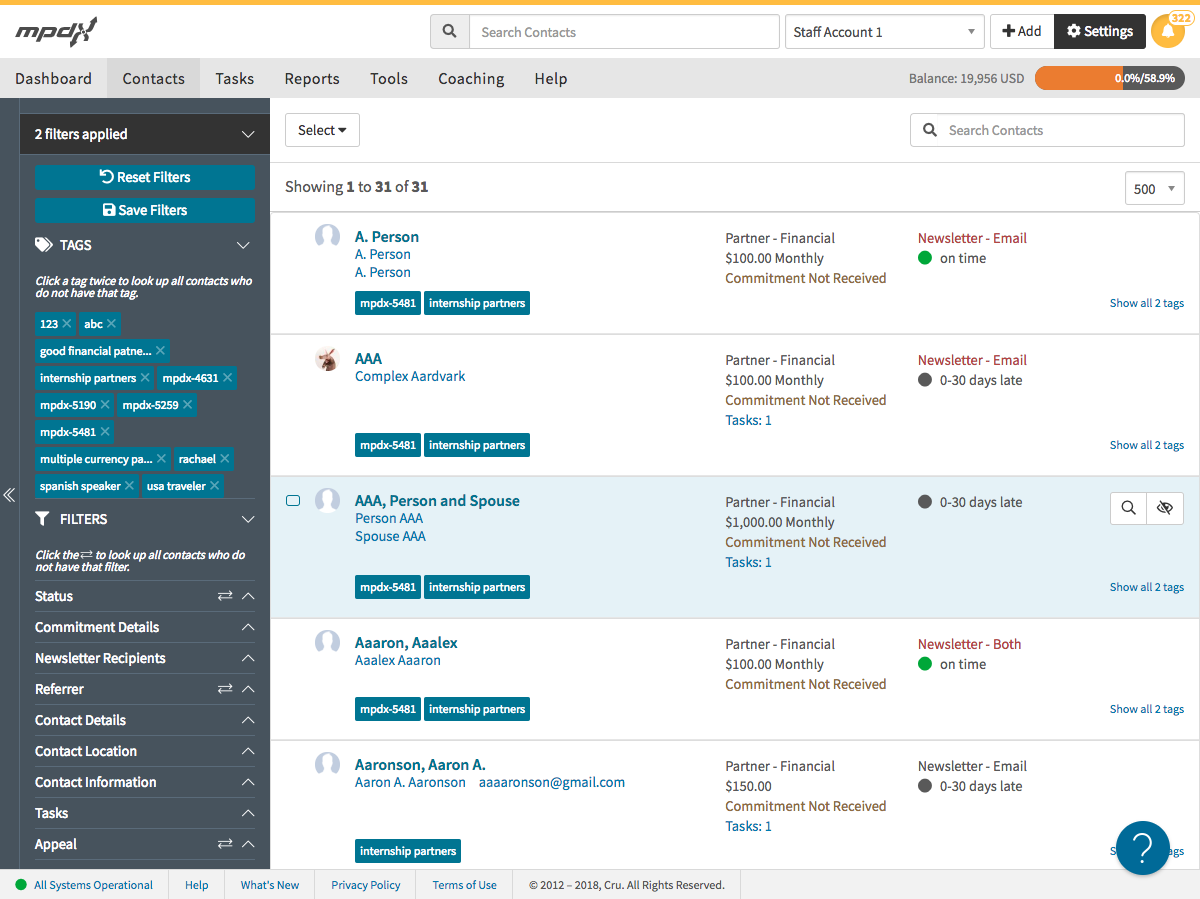 mpdx
Search Contacts
Staff Account 1
Add
Settings
322
Dashboard
Contacts
Tasks
Reports
Tools
Coaching
Help
Balance: 19,956 USD
0.0%/58.9%
2 filters applied
Reset Filters
Save Filters
TAGS
Click a tag twice to look up all contacts who
do not have that tag.
123 abc
good financial patne...
internship partners mpdx-4631
mpdx-5190 mpdx-5259
mpdx-5481
multiple currency pa... rachael
spanish speaker usa traveler
FILTERS
Click the ⇄ to look up all contacts who do
not have that filter.
Status
Commitment Details
Newsletter Recipients
Referrer
Contact Details
Contact Location
Contact Information
Tasks
Appeal
Select
Search Contacts
Showing 1 to 31 of 31
500
A. Person
A. Person
A. Person
mpdx-5481 internship partners
Partner - Financial
$100.00 Monthly
Commitment Not Received
Newsletter - Email
on time
Show all 2 tags
AAA
Complex Aardvark
mpdx-5481 internship partners
Partner - Financial
$100.00 Monthly
Commitment Not Received
Tasks: 1
Newsletter - Email
0-30 days late
Show all 2 tags
AAA, Person and Spouse
Person AAA
Spouse AAA
mpdx-5481 internship partners
Partner - Financial
$1,000.00 Monthly
Commitment Not Received
Tasks: 1
0-30 days late
Show all 2 tags
Aaaron, Aaalex
Aaalex Aaaron
mpdx-5481 internship partners
Partner - Financial
$100.00 Monthly
Commitment Not Received
Newsletter - Both
on time
Show all 2 tags
Aaronson, Aaron A.
Aaron A. Aaronson aaaaronson@gmail.com
internship partners
Partner - Financial
$150.00
Commitment Not Received
Tasks: 1
Newsletter - Email
0-30 days late
?
All Systems Operational
Help
What's New
Privacy Policy
Terms of Use
© 2012 – 2018, Cru. All Rights Reserved.